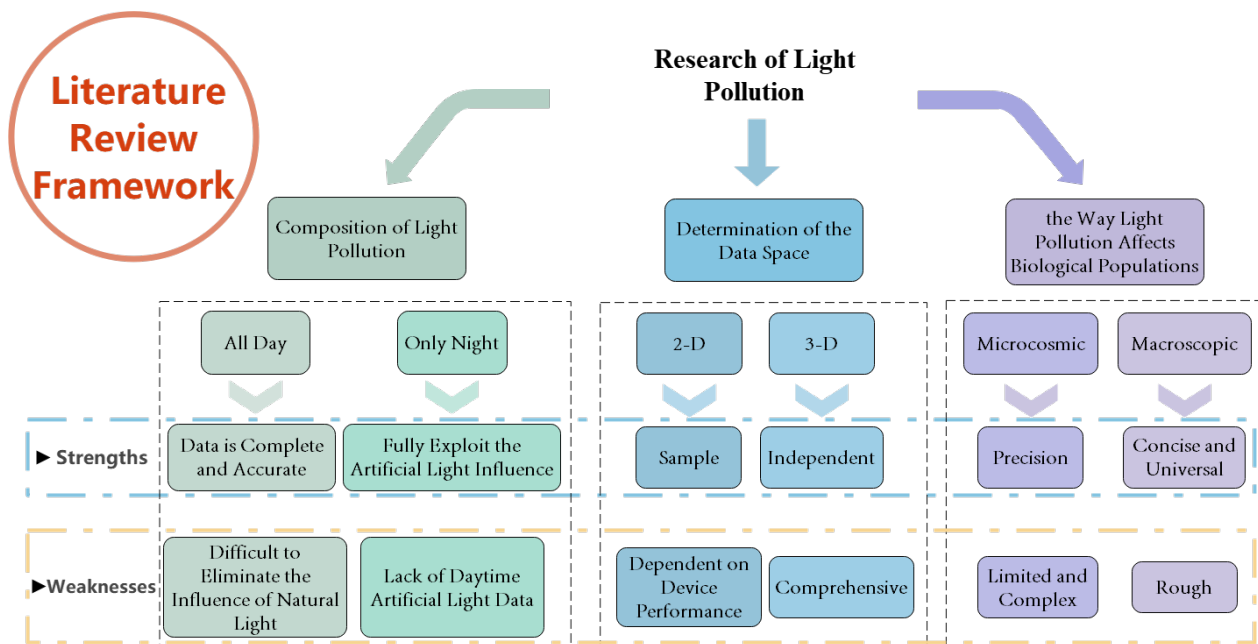 Literature
Review
Framework
Research of Light
Pollution
Composition of Light
Pollution
Determination of the
Data Space
the Way Light
Pollution Affects
Biological Populations
All Day
Only Night
2-D
3-D
Microcosmic
Macroscopic
► Strengths
Data is Complete
and Accurate
Fully Exploit the
Artificial Light Influence
Sample
Independent
Precision
Concise and
Universal
►Weaknesses
Difficult to
Eliminate the
Influence of Natural
Light
Lack of Daytime
Artificial Light Data
Dependent on
Device
Performance
Comprehensive
Limited and
Complex
Rough